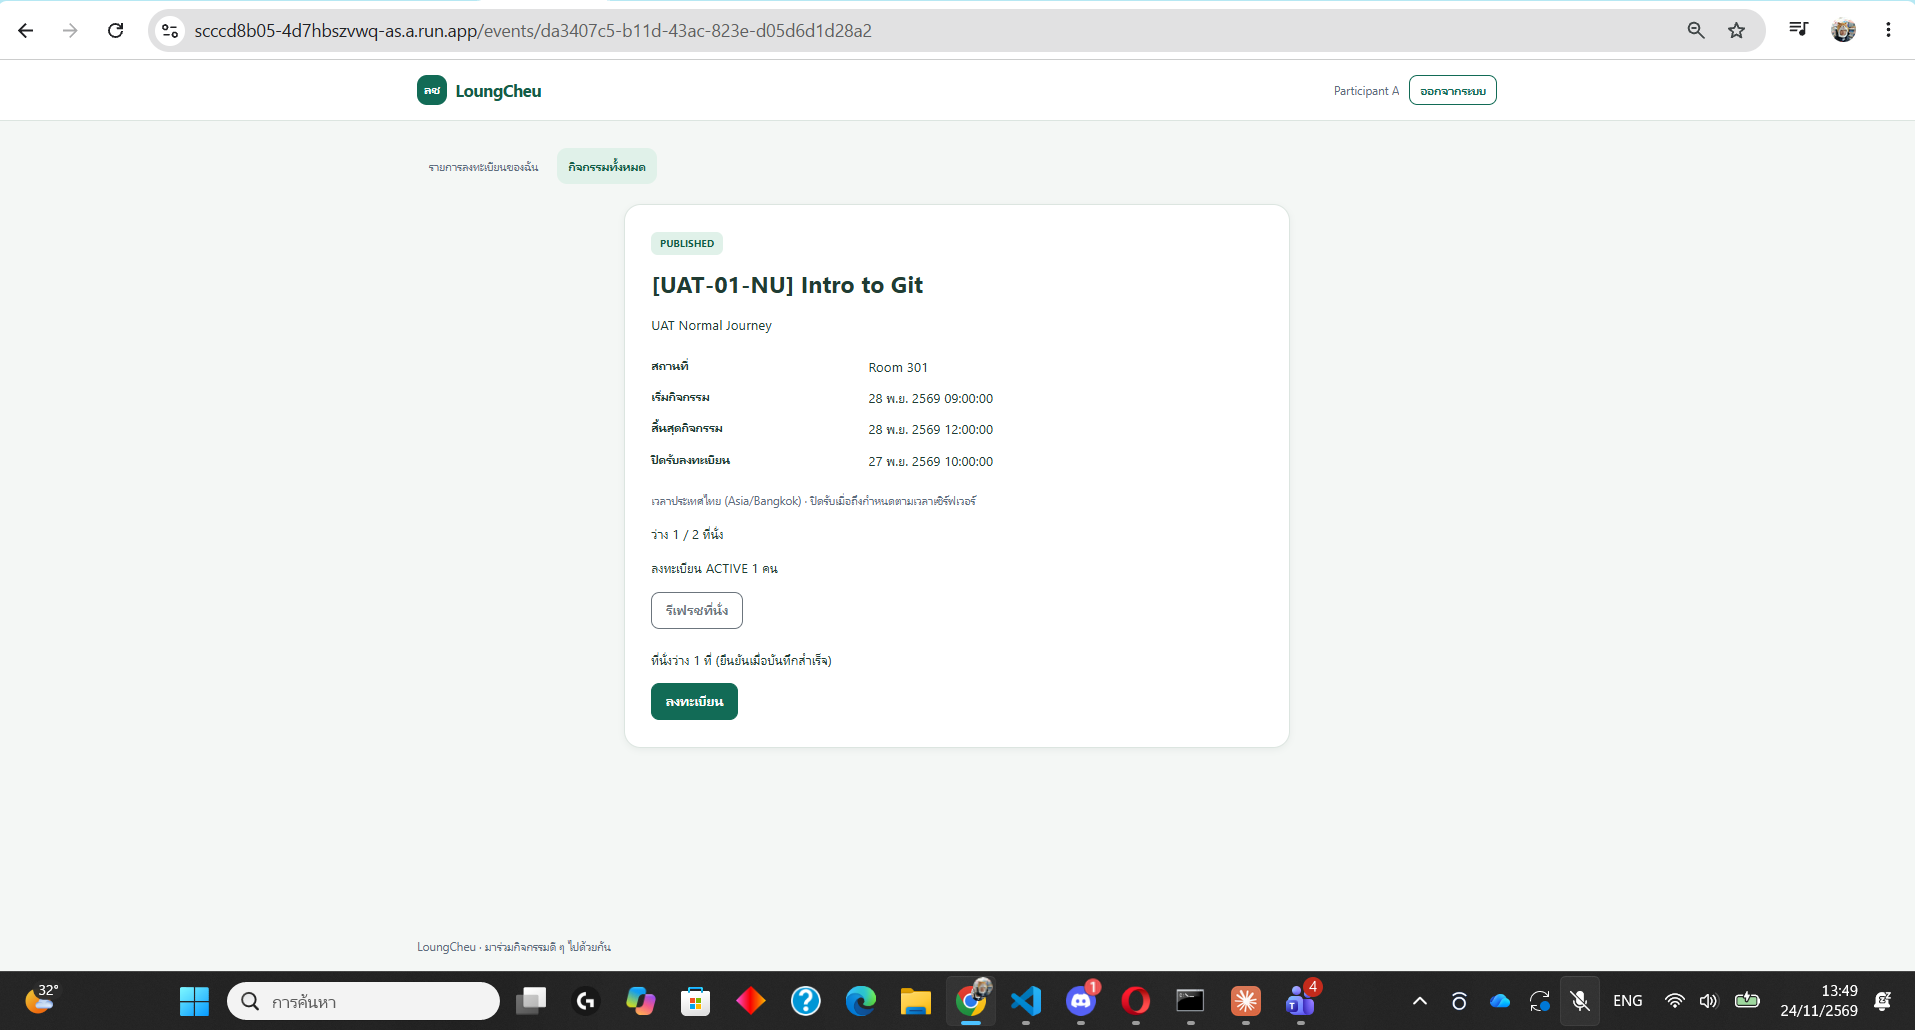 scccd8b05-4d7hbszvwq-as.a.run.app/events/da3407c5-b11d-43ac-823e-d05d6d1d28a2
ลช LoungCheu
Participant A ออกจากระบบ
รายการลงทะเบียนของฉัน กิจกรรมทั้งหมด
PUBLISHED
[UAT-01-NU] Intro to Git
UAT Normal Journey
สถานที่ Room 301
เริ่มกิจกรรม 28 พ.ย. 2569 09:00:00
สิ้นสุดกิจกรรม 28 พ.ย. 2569 12:00:00
ปิดรับลงทะเบียน 27 พ.ย. 2569 10:00:00
เวลาประเทศไทย (Asia/Bangkok) · ปิดรับเมื่อถึงกำหนดตามเวลาเซิร์ฟเวอร์
ว่าง 1 / 2 ที่นั่ง
ลงทะเบียน ACTIVE 1 คน
รีเฟรชที่นั่ง
ที่นั่งว่าง 1 ที่ (ยืนยันเมื่อบันทึกสำเร็จ)
ลงทะเบียน
LoungCheu · มาร่วมกิจกรรมดี ๆ ไปด้วยกัน
32°
การค้นหา
1
4
ENG
13:49
24/11/2569